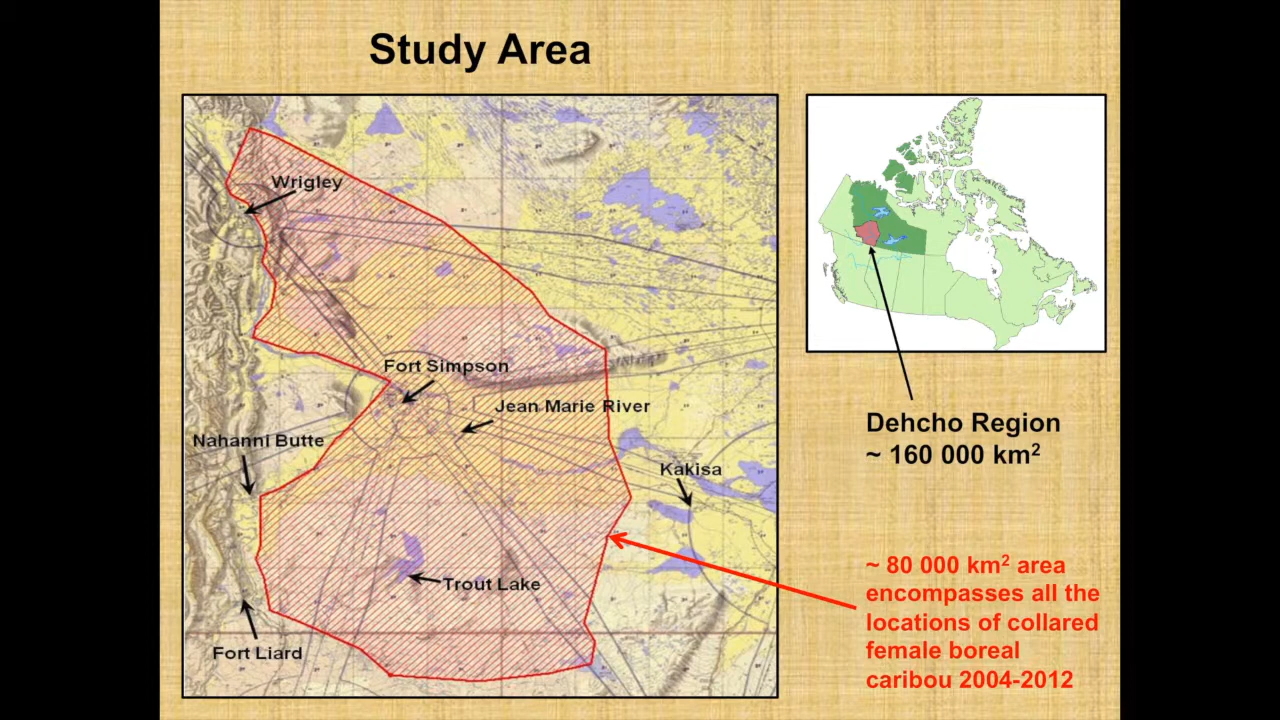 Study Area
Wrigley
Fort Simpson
Jean Marie River
Nahanni Butte
Kakisa
Trout Lake
Fort Liard
Dehcho Region
~ 160 000 km²
~ 80 000 km² area
encompasses all the
locations of collared
female boreal
caribou 2004-2012